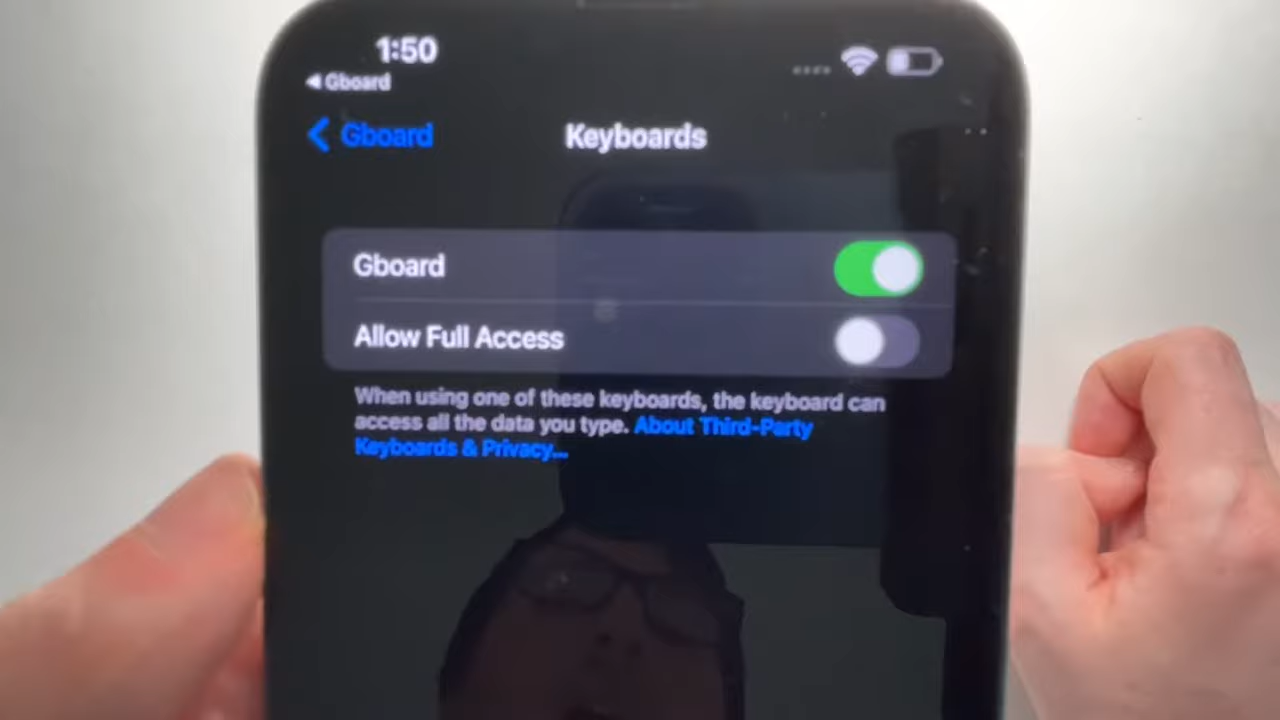 1:50
◀ Gboard
Gboard
Keyboards
Gboard
Allow Full Access
When using one of these keyboards, the keyboard can
access all the data you type. About Third-Party
Keyboards & Privacy...